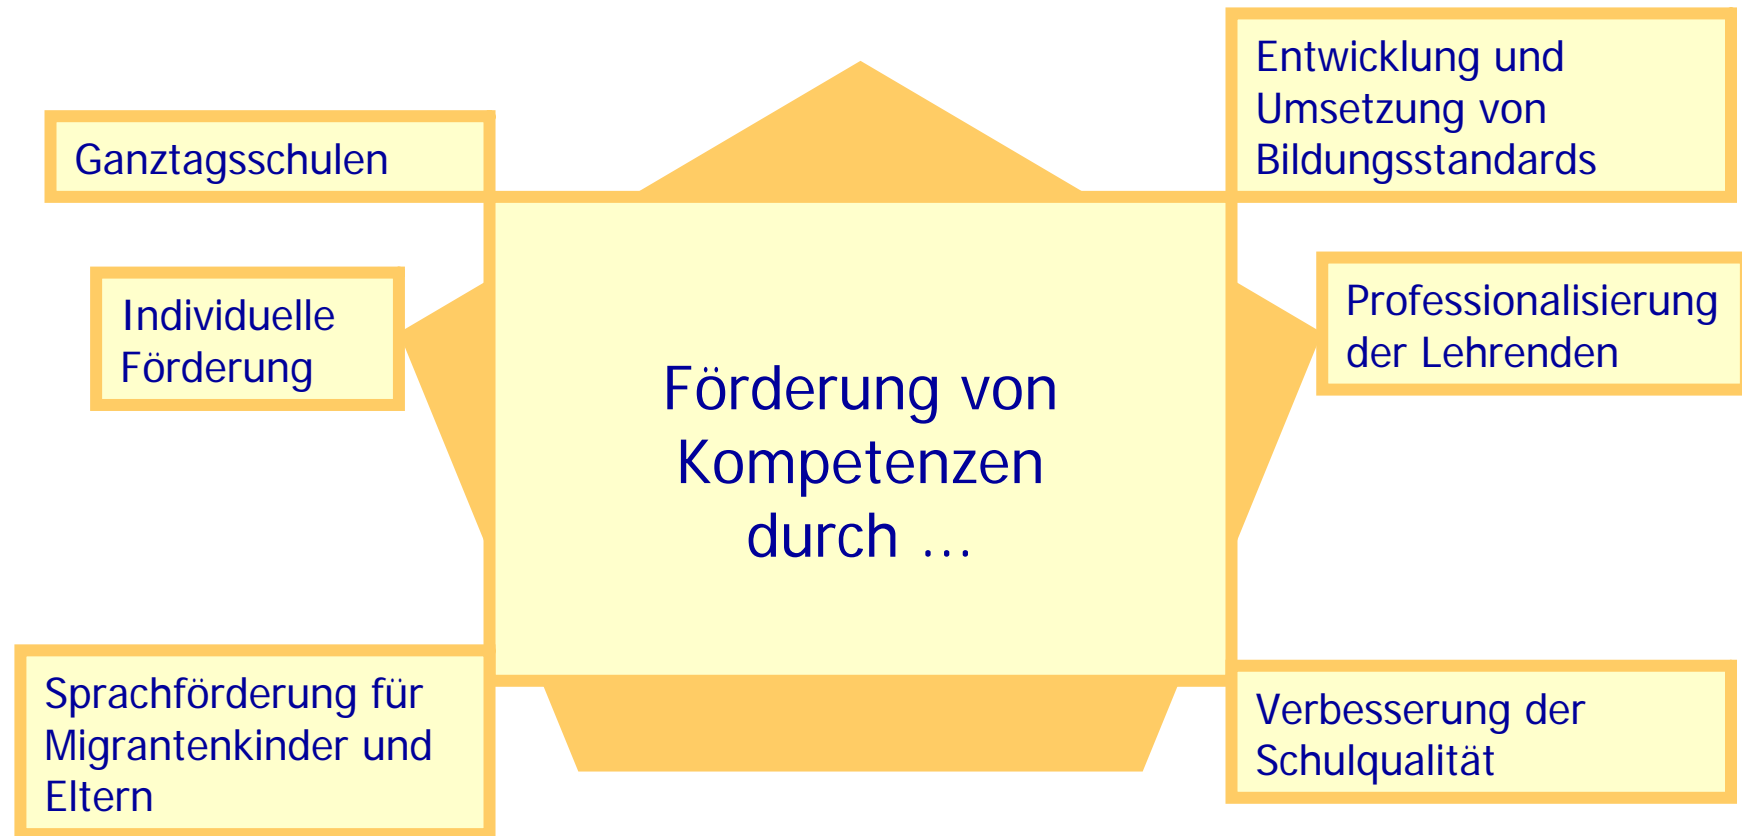 Ganztagsschulen
Individuelle
Förderung
Sprachförderung für
Migrantenkinder und
Eltern
Förderung von
Kompetenzen
durch ...
Entwicklung und
Umsetzung von
Bildungsstandards
Professionalisierung
der Lehrenden
Verbesserung der
Schulqualität